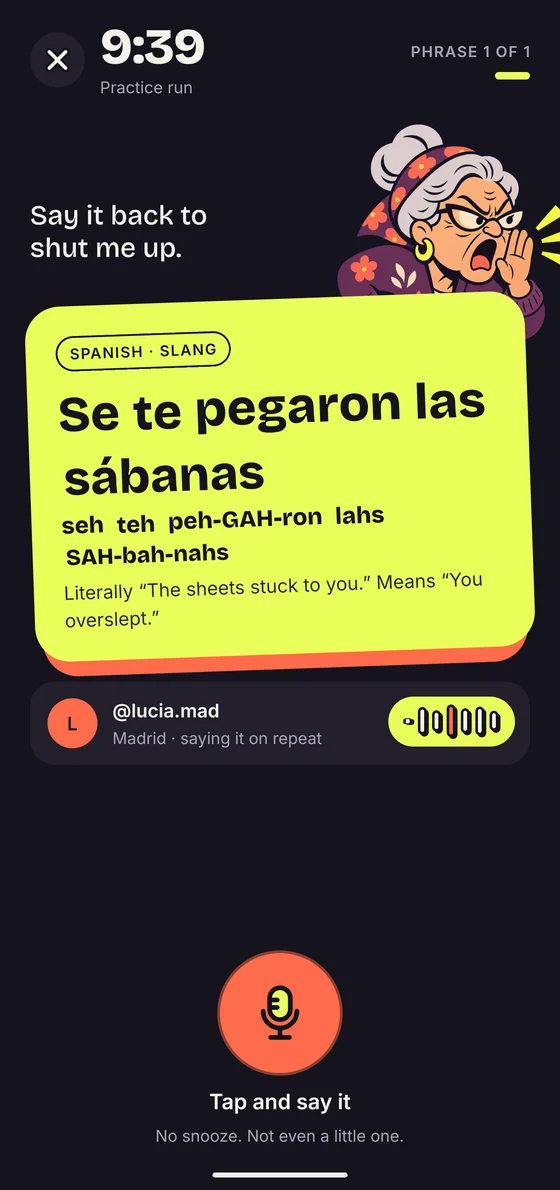 9:39
Practice run
PHRASE 1 OF 1
Say it back to
shut me up.
SPANISH · SLANG
Se te pegaron las
sábanas
seh teh peh-GAH-ron lahs
SAH-bah-nahs
Literally “The sheets stuck to you.” Means “You
overslept.”
L
@lucia.mad
Madrid · saying it on repeat
Tap and say it
No snooze. Not even a little one.